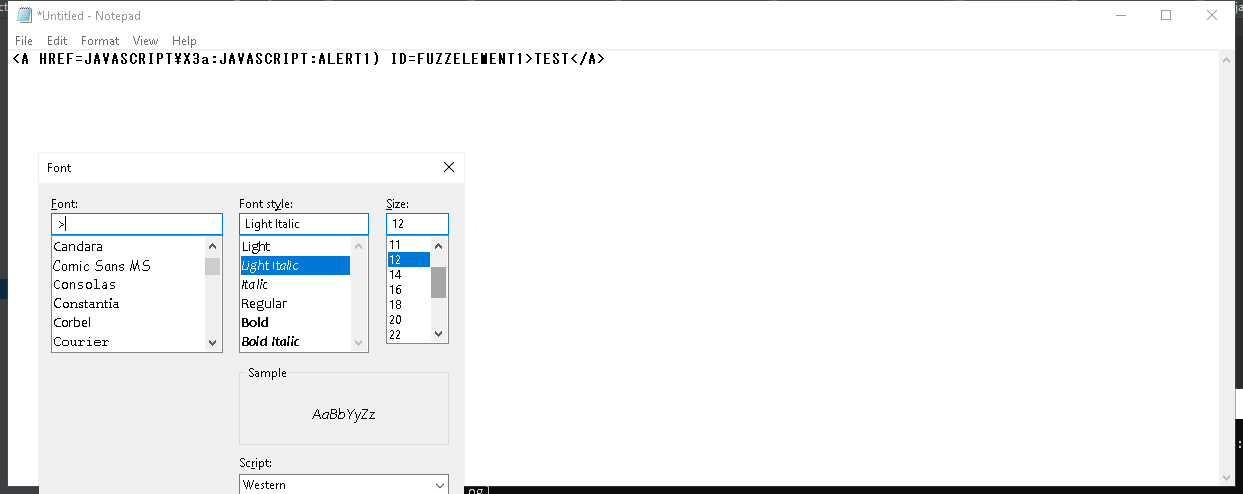 *Untitled - Notepad
File Edit Format View Help
<A HREF=JAVASCRIPT¥X3a:JAVASCRIPT:ALERT1) ID=FUZZELEMENT1>TEST</A>
Font
Font: Font style: Size:
> Light Italic 12
Candara Light 11
Comic Sans MS Light Italic 12
Consolas Italic 14
Constantia Regular 16
Corbel Bold 18
Courier Bold Italic 20
22
Sample
AaBbYyZz
Script:
Western